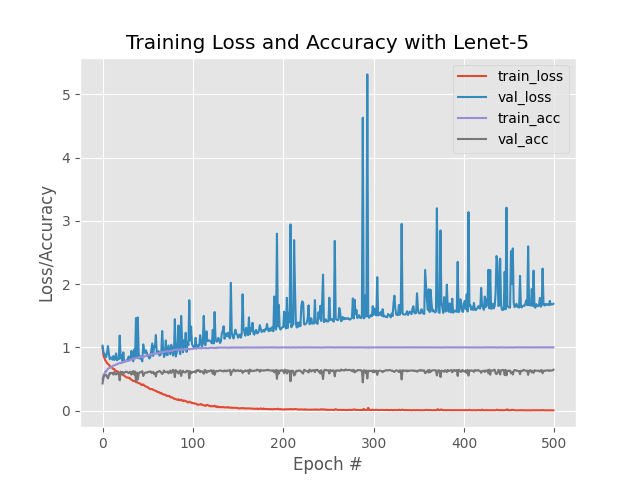 Training Loss and Accuracy with Lenet-5
train_loss
val_loss
train_acc
val_acc
Loss/Accuracy
5
4
3
2
1
0
0 100 200 300 400 500
Epoch #